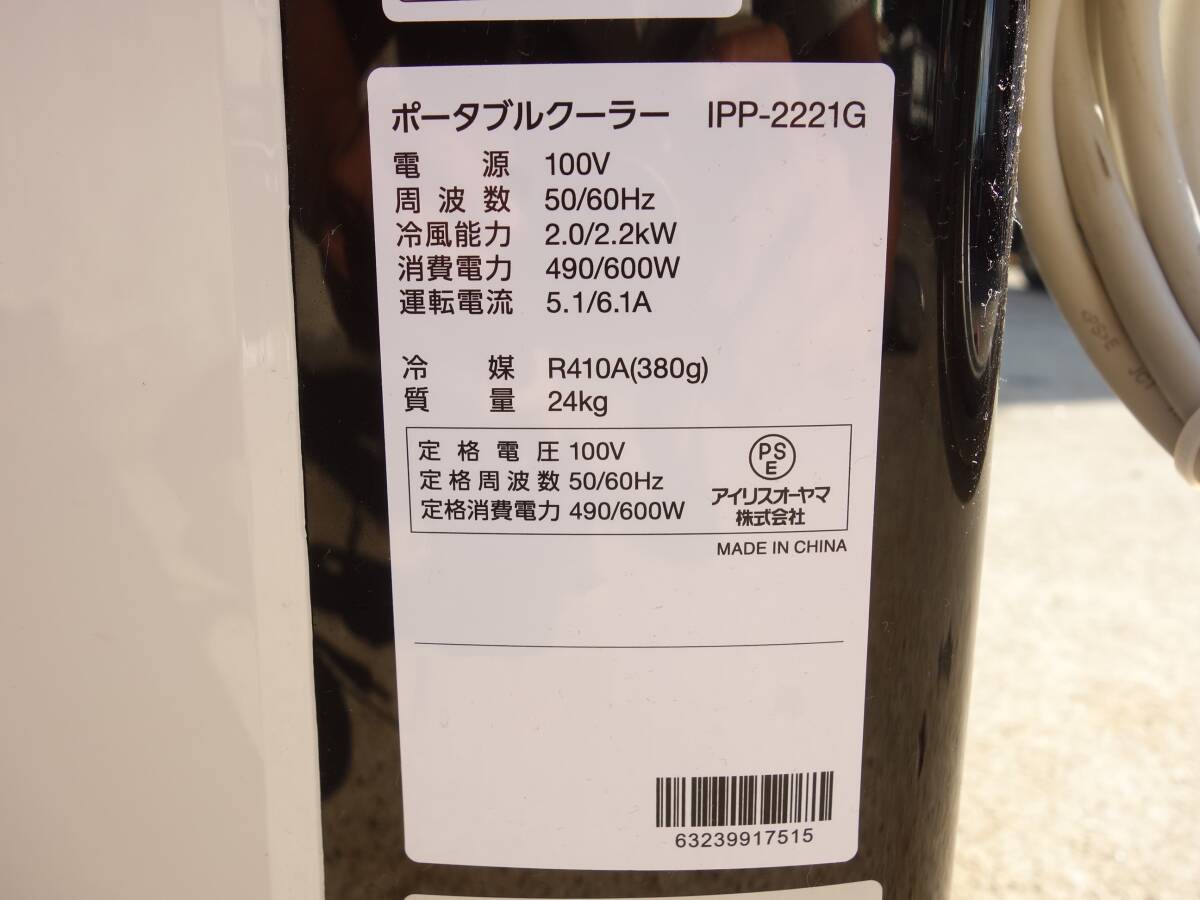 ポータブルクーラー IPP-2221G
電源 100V
周波数 50/60Hz
冷風能力 2.0/2.2kW
消費電力 490/600W
運転電流 5.1/6.1A
冷媒 R410A(380g)
質量 24kg
定格電圧 100V
定格周波数 50/60Hz
定格消費電力 490/600W
PS
E
アイリスオーヤマ
株式会社
MADE IN CHINA
63239917515